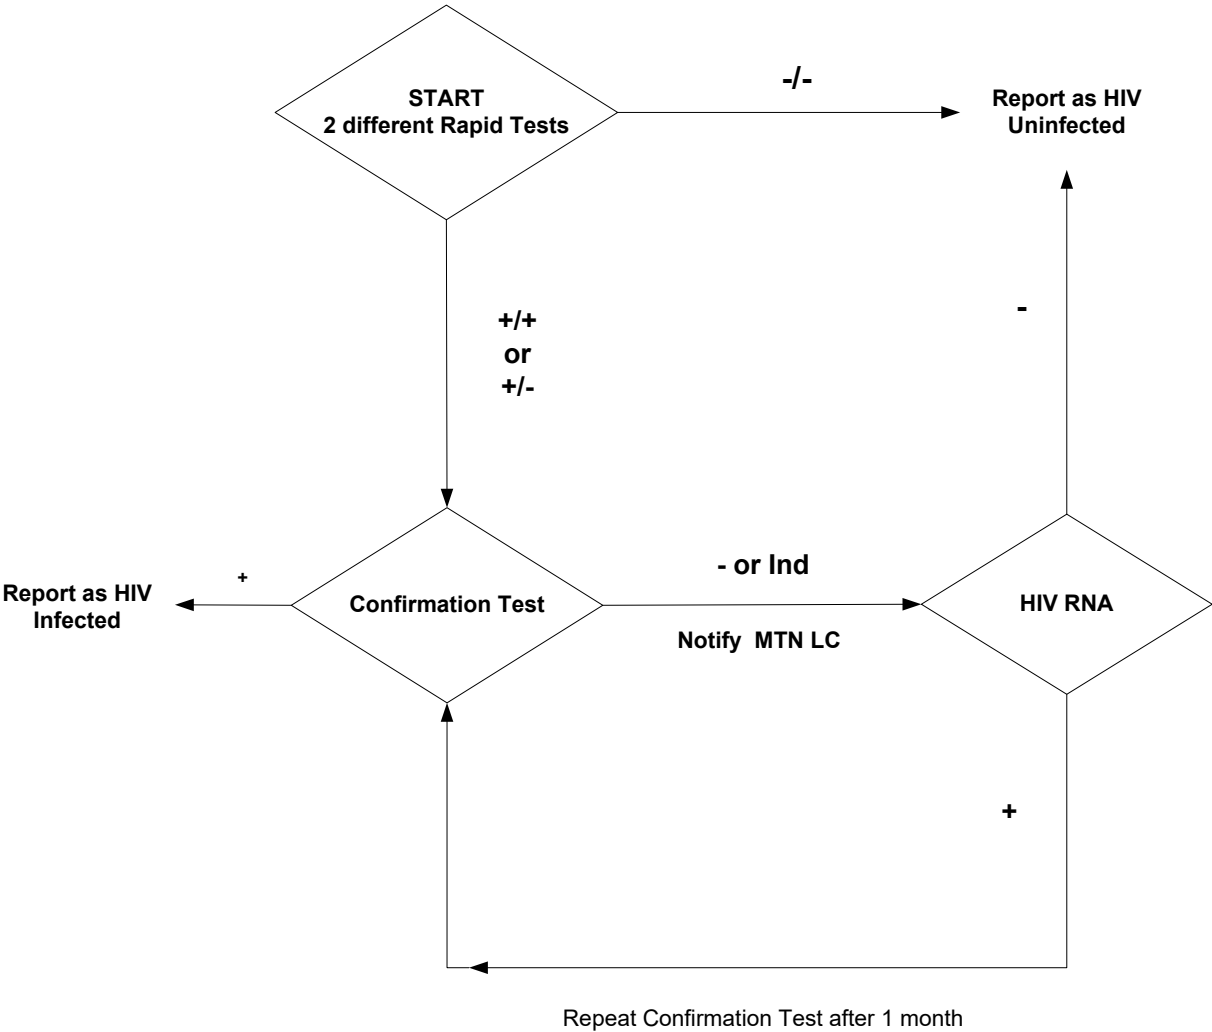 START
2 different Rapid Tests
-/-
Report as HIV
Uninfected
+/+
or
+/-
-
Report as HIV
Infected
+
Confirmation Test
- or Ind
Notify MTN LC
HIV RNA
+
Repeat Confirmation Test after 1 month